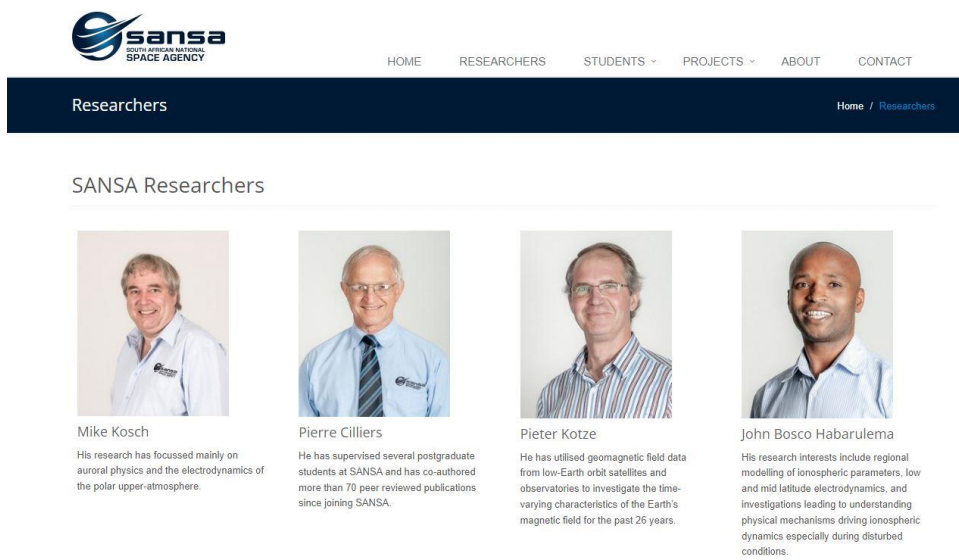 sansa
SOUTH AFRICAN NATIONAL
SPACE AGENCY
HOME RESEARCHERS STUDENTS PROJECTS ABOUT CONTACT
Researchers
Home / Researchers
SANSA Researchers
sansa
sansa
Mike Kosch
His research has focussed mainly on
auroral physics and the electrodynamics of
the polar upper-atmosphere.
Pierre Cilliers
He has supervised several postgraduate
students at SANSA and has co-authored
more than 70 peer reviewed publications
since joining SANSA.
Pieter Kotze
He has utilised geomagnetic field data
from low-Earth orbit satellites and
observatories to investigate the time-
varying characteristics of the Earth's
magnetic field for the past 26 years.
John Bosco Habarulema
His research interests include regional
modelling of ionospheric parameters, low
and mid latitude electrodynamics, and
investigations leading to understanding
physical mechanisms driving ionospheric
dynamics especially during disturbed
conditions.